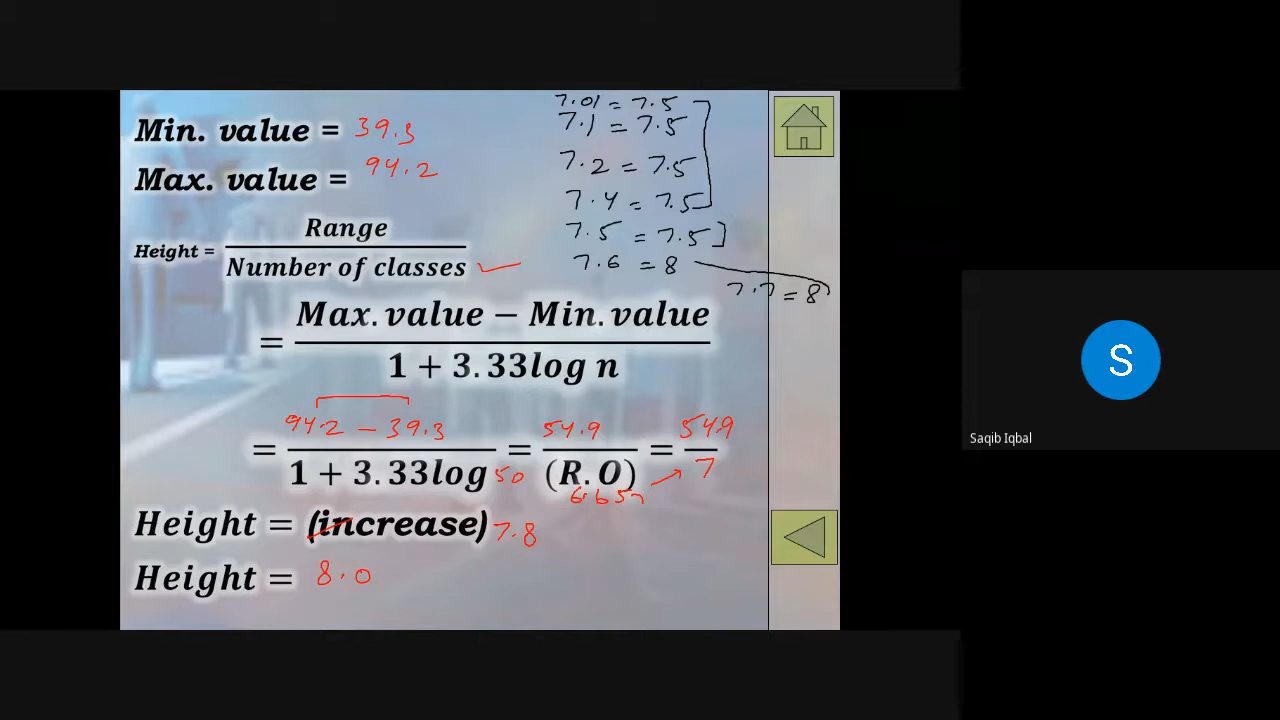 7.01 = 7.5
Min. value = 39.3
7.1 = 7.5
Max. value = 94.2
7.2 = 7.5
7.4 = 7.5
Height = Range / Number of classes
7.5 = 7.5
7.6 = 8
7.7 = 8
= Max. value − Min. value / 1 + 3.33 log n
= 94.2 − 39.3 / 1 + 3.33 log 50 = 54.9 / (R.O) = 54.9 / 7
6.657
Height = (increase) 7.8
Height = 8.0
S
Saqib Iqbal